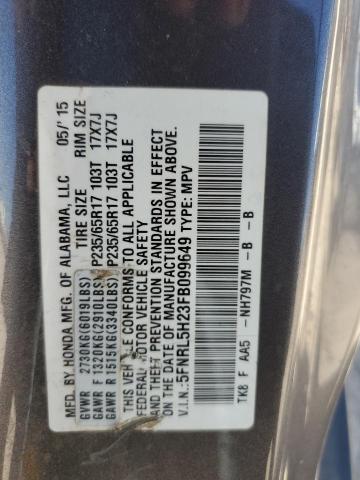 MFD. BY HONDA MFG. OF ALABAMA, LLC 05/'15
TIRE SIZE RIM SIZE
GVWR 2730KG(6019LBS)
GAWR F 1320KG(2910LBS) P235/65R17 103T 17X7J
GAWR R 1515KG(3340LBS) P235/65R17 103T 17X7J
THIS VEHICLE CONFORMS TO ALL APPLICABLE
FEDERAL MOTOR VEHICLE SAFETY
AND THEFT PREVENTION STANDARDS IN EFFECT
ON THE DATE OF MANUFACTURE SHOWN ABOVE.
V.I.N.:5FNRL5H23FB099649 TYPE: MPV
TK8 F AA5 -NH797M -B -B